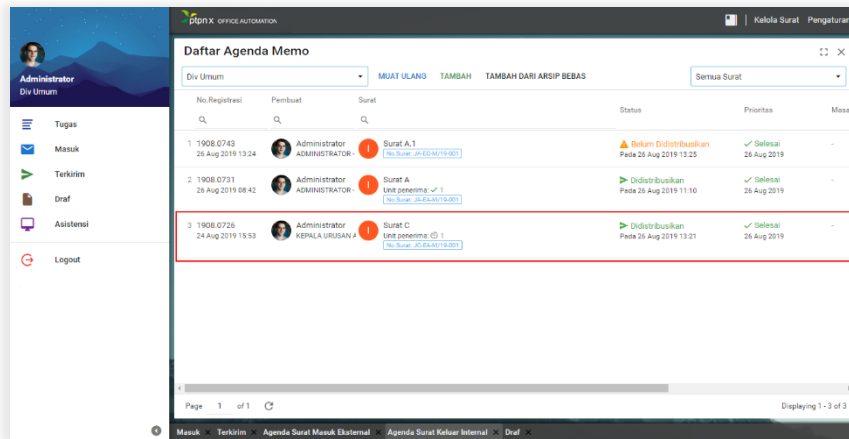 ptpnx OFFICE AUTOMATION
Kelola Surat Pengaturan
Administrator
Div Umum
Tugas
Masuk
Terkirim
Draf
Asistensi
Logout
Daftar Agenda Memo
Div Umum MUAT ULANG TAMBAH TAMBAH DARI ARSIP BEBAS Semua Surat
No.Registrasi Pembuat Surat Status Prioritas Masa
1 1908.0743 Administrator I Surat A.1 Belum Didistribusikan Selesai -
26 Aug 2019 13:24 ADMINISTRATOR - No.Surat: JA-EO-M/19-001 Pada 26 Aug 2019 13:25 26 Aug 2019
2 1908.0731 Administrator I Surat A Didistribusikan Selesai -
26 Aug 2019 08:42 ADMINISTRATOR - Unit penerima: ✓ 1 Pada 26 Aug 2019 11:10 26 Aug 2019
No.Surat: JA-EA-M/19-001
3 1908.0726 Administrator I Surat C Didistribusikan Selesai -
24 Aug 2019 15:53 KEPALA URUSAN A Unit penerima: 1 Pada 26 Aug 2019 13:21 26 Aug 2019
No.Surat: JC-EA-M/19-001
Page 1 of 1 Displaying 1 - 3 of 3
Masuk × Terkirim × Agenda Surat Masuk Eksternal × Agenda Surat Keluar Internal × Draf ×